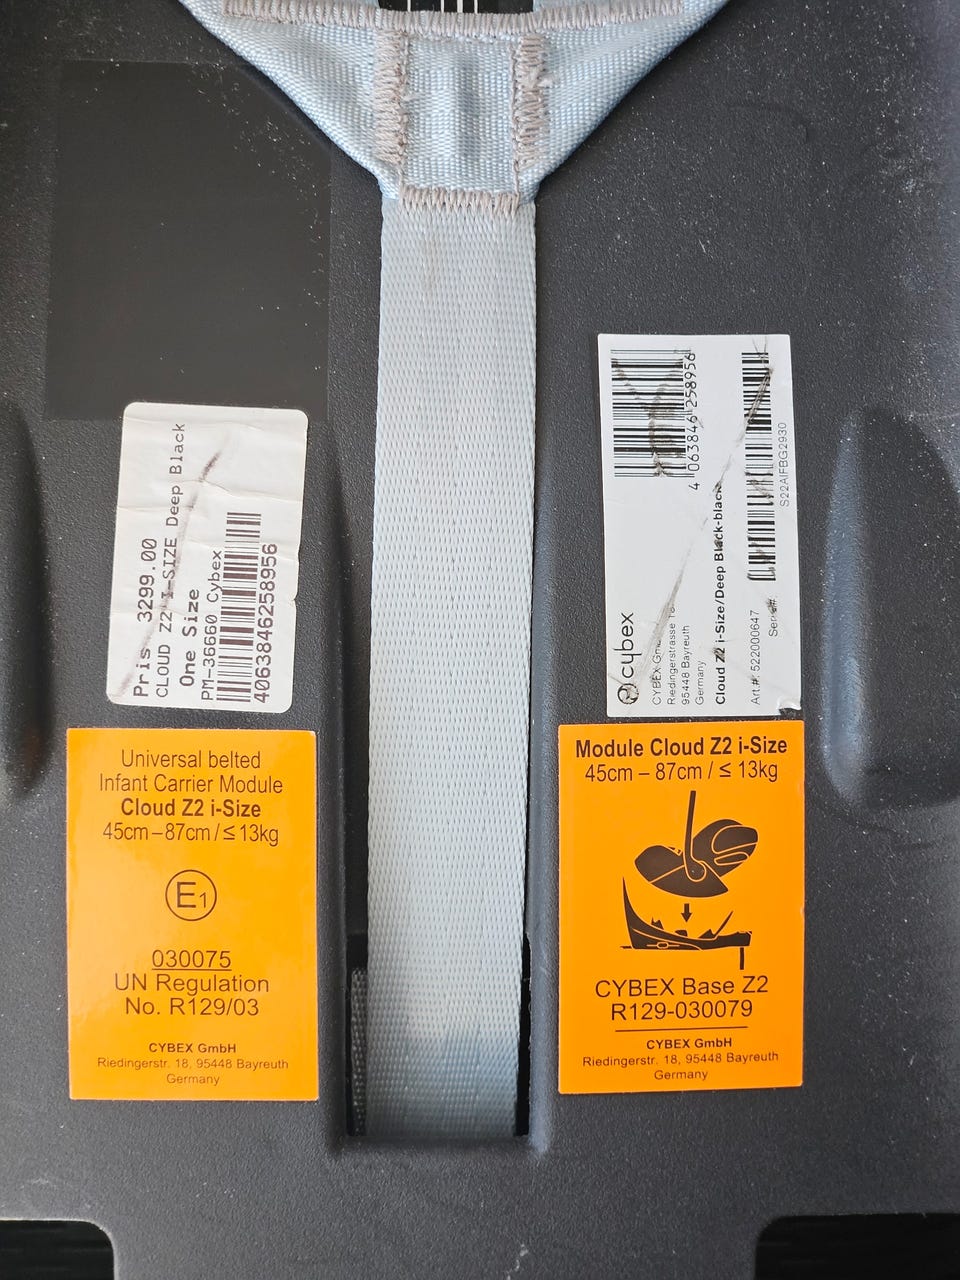 Pris 3299.00
CLOUD Z2 I-SIZE Deep Black
One Size
PM-36660 Cybex
4063846258956
4 063846 258956
S22AIFBG2930
cybex
CYBEX
Riedingerstrasse 18
95448 Bayreuth
Germany
Cloud Z2 i-Size/Deep Black-black
Art.#: 522000647
Universal belted
Infant Carrier Module
Cloud Z2 i-Size
45cm – 87cm / ≤ 13kg
E1
030075
UN Regulation
No. R129/03
CYBEX GmbH
Riedingerstr. 18, 95448 Bayreuth
Germany
Module Cloud Z2 i-Size
45cm – 87cm / ≤ 13kg
CYBEX Base Z2
R129-030079
CYBEX GmbH
Riedingerstr. 18, 95448 Bayreuth
Germany